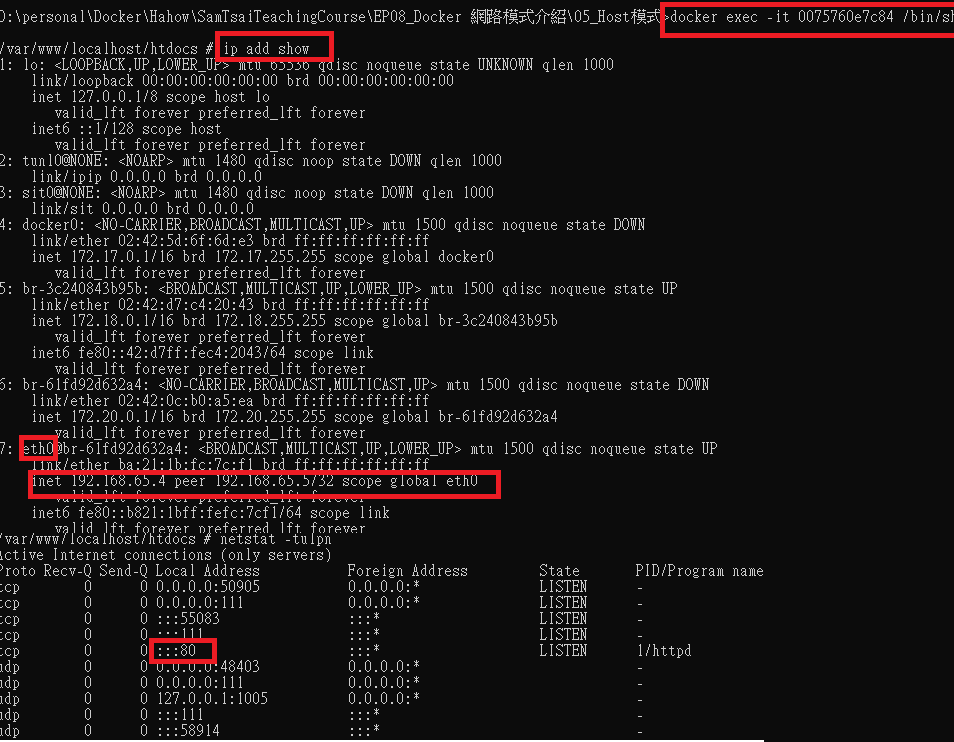 D:\personal\Docker\Hahow\SamTsaiTeachingCourse\EP08_Docker 網路模式介紹\05_Host模式>docker exec -it 0075760e7c84 /bin/sh
/var/www/localhost/htdocs # ip add show
1: lo: <LOOPBACK,UP,LOWER_UP> mtu 65536 qdisc noqueue state UNKNOWN qlen 1000
link/loopback 00:00:00:00:00:00 brd 00:00:00:00:00:00
inet 127.0.0.1/8 scope host lo
valid_lft forever preferred_lft forever
inet6 ::1/128 scope host
valid_lft forever preferred_lft forever
2: tunl0@NONE: <NOARP> mtu 1480 qdisc noop state DOWN qlen 1000
link/ipip 0.0.0.0 brd 0.0.0.0
3: sit0@NONE: <NOARP> mtu 1480 qdisc noop state DOWN qlen 1000
link/sit 0.0.0.0 brd 0.0.0.0
4: docker0: <NO-CARRIER,BROADCAST,MULTICAST,UP> mtu 1500 qdisc noqueue state DOWN
link/ether 02:42:5d:6f:6d:e3 brd ff:ff:ff:ff:ff:ff
inet 172.17.0.1/16 brd 172.17.255.255 scope global docker0
valid_lft forever preferred_lft forever
5: br-3c240843b95b: <BROADCAST,MULTICAST,UP,LOWER_UP> mtu 1500 qdisc noqueue state UP
link/ether 02:42:d7:c4:20:43 brd ff:ff:ff:ff:ff:ff
inet 172.18.0.1/16 brd 172.18.255.255 scope global br-3c240843b95b
valid_lft forever preferred_lft forever
inet6 fe80::42:d7ff:fec4:2043/64 scope link
valid_lft forever preferred_lft forever
6: br-61fd92d632a4: <NO-CARRIER,BROADCAST,MULTICAST,UP> mtu 1500 qdisc noqueue state DOWN
link/ether 02:42:0c:b0:a5:ea brd ff:ff:ff:ff:ff:ff
inet 172.20.0.1/16 brd 172.20.255.255 scope global br-61fd92d632a4
valid_lft forever preferred_lft forever
7: eth0@br-61fd92d632a4: <BROADCAST,MULTICAST,UP,LOWER_UP> mtu 1500 qdisc noqueue state UP
link/ether ba:21:1b:fc:7c:f1 brd ff:ff:ff:ff:ff:ff
inet 192.168.65.4 peer 192.168.65.5/32 scope global eth0
valid_lft forever preferred_lft forever
inet6 fe80::b821:1bff:fefc:7cf1/64 scope link
valid_lft forever preferred_lft forever
/var/www/localhost/htdocs # netstat -tulpn
Active Internet connections (only servers)
Proto Recv-Q Send-Q Local Address Foreign Address State PID/Program name
tcp 0 0 0.0.0.0:50905 0.0.0.0:* LISTEN -
tcp 0 0 0.0.0.0:111 0.0.0.0:* LISTEN -
tcp 0 0 :::55083 :::* LISTEN -
tcp 0 0 :::111 :::* LISTEN -
tcp 0 0 :::80 :::* LISTEN 1/httpd
udp 0 0 0.0.0.0:48403 0.0.0.0:* -
udp 0 0 0.0.0.0:111 0.0.0.0:* -
udp 0 0 127.0.0.1:1005 0.0.0.0:* -
udp 0 0 :::111 :::* -
udp 0 0 :::58914 :::* -